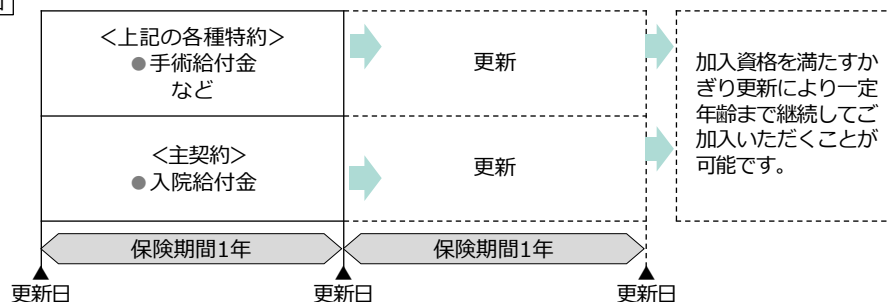 <上記の各種特約>
●手術給付金
など
更新
加入資格を満たすか
ぎり更新により一定
年齢まで継続してご
加入いただくことが
可能です。
<主契約>
●入院給付金
更新
保険期間1年
保険期間1年
更新日
更新日
更新日